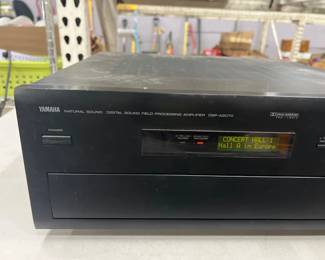 YAMAHA NATURAL SOUND DIGITAL SOUND FIELD PROCESSING AMPLIFIER DSP-A2070
POWER
CONCERT HALL 1
Hall A in Europe